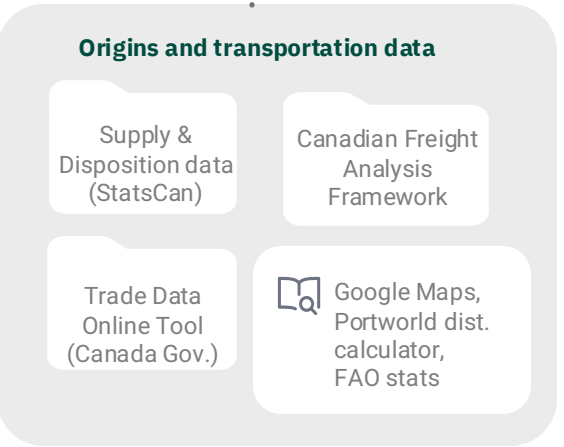 Origins and transportation data
Supply &
Disposition data
(StatsCan)
Canadian Freight
Analysis
Framework
Trade Data
Online Tool
(Canada Gov.)
Google Maps,
Portworld dist.
calculator,
FAO stats